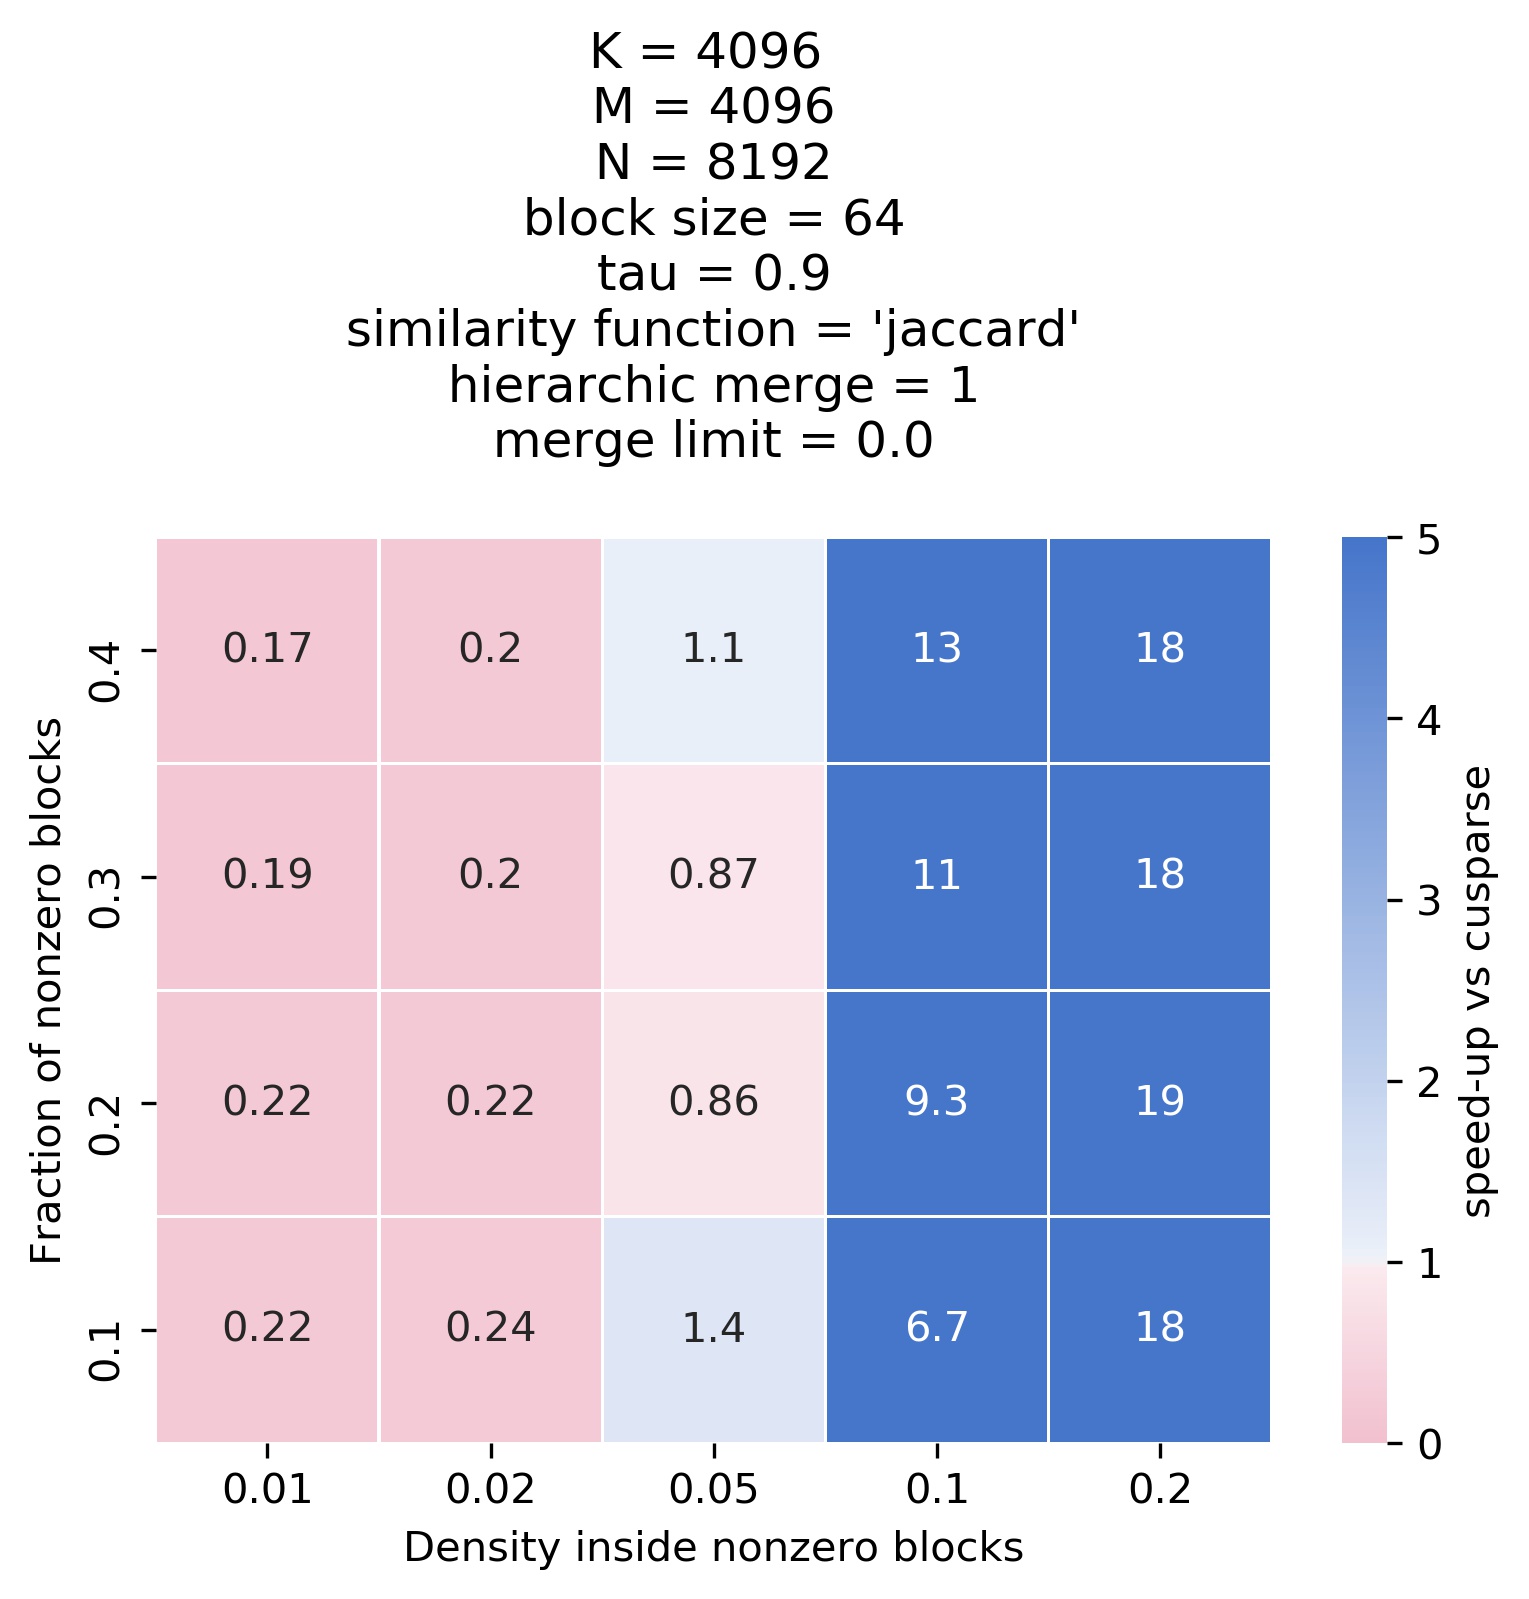 K = 4096
M = 4096
N = 8192
block size = 64
tau = 0.9
similarity function = 'jaccard'
hierarchic merge = 1
merge limit = 0.0
Fraction of nonzero blocks
0.4
0.17 0.2 1.1 13 18
0.3
0.19 0.2 0.87 11 18
0.2
0.22 0.22 0.86 9.3 19
0.1
0.22 0.24 1.4 6.7 18
0.01 0.02 0.05 0.1 0.2
Density inside nonzero blocks
5
4
3
2
1
0
speed-up vs cusparse